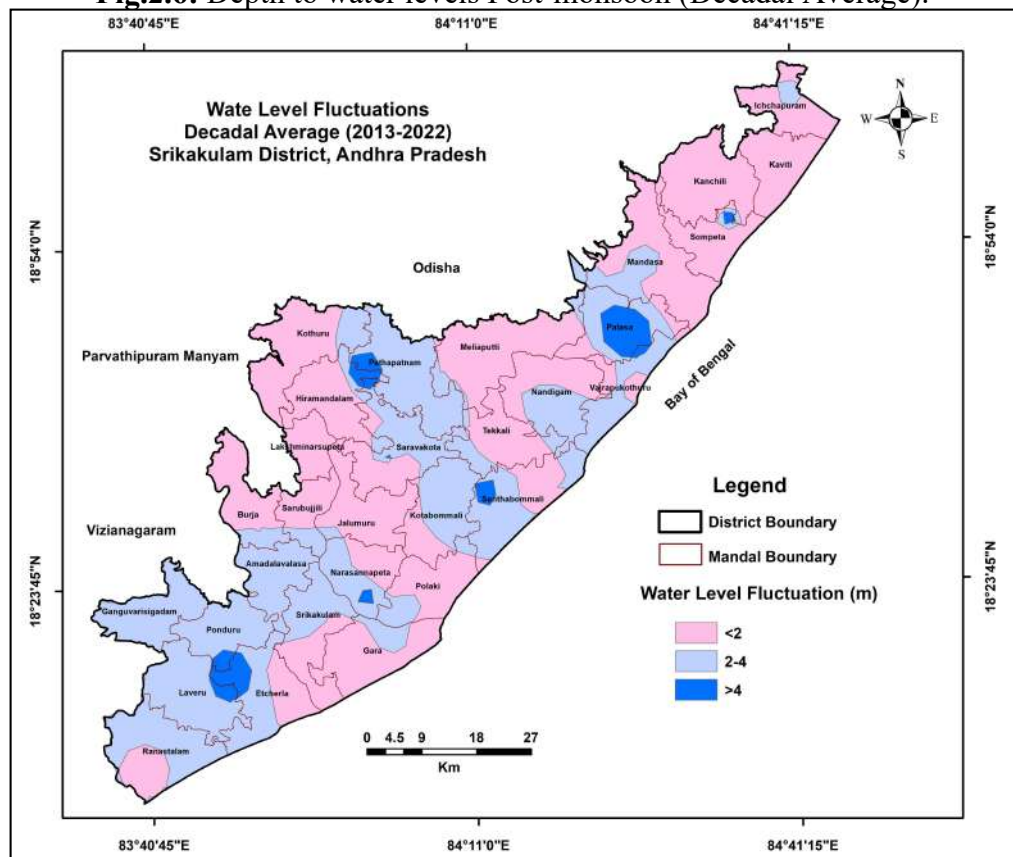 Fig.2.6: Depth to water levels Post-monsoon (Decadal Average).
83°40'45"E 84°11'0"E 84°41'15"E
Wate Level Fluctuations
Decadal Average (2013-2022)
Srikakulam District, Andhra Pradesh
N
W E
S
Ichchapuram
Kaviti
Kanchili
Sompeta
18°54'0"N 18°54'0"N
Odisha
Mandasa
Palasa
Kothuru
Meliaputti
Parvathipuram Manyam
Pathapatnam
Bay of Bengal
Vajrapukothuru
Nandigam
Hiramandalam
Tekkali
Lakshminarsupeta
Saravakota
Santhabommali
Sarubujjili
Burja
Kotabommali
Jalumuru
Vizianagaram
Amadalavalasa
Narasannapeta
Polaki
18°23'45"N 18°23'45"N
Ganguvarisigadam
Srikakulam
Ponduru
Gara
Laveru
Etcherla
Ranastalam
Legend
District Boundary
Mandal Boundary
Water Level Fluctuation (m)
<2
2-4
>4
0 4.5 9 18 27
Km
83°40'45"E 84°11'0"E 84°41'15"E